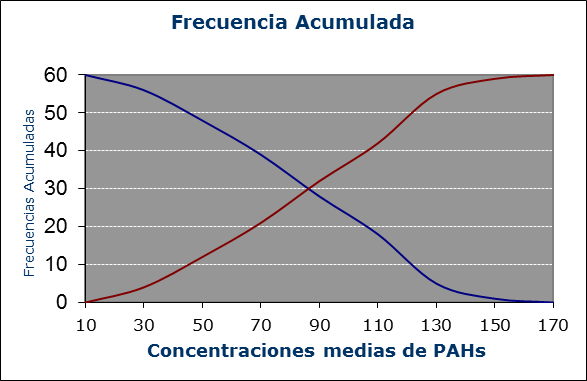 Frecuencia Acumulada
Frecuencias Acumuladas
60
50
40
30
20
10
0
10 30 50 70 90 110 130 150 170
Concentraciones medias de PAHs